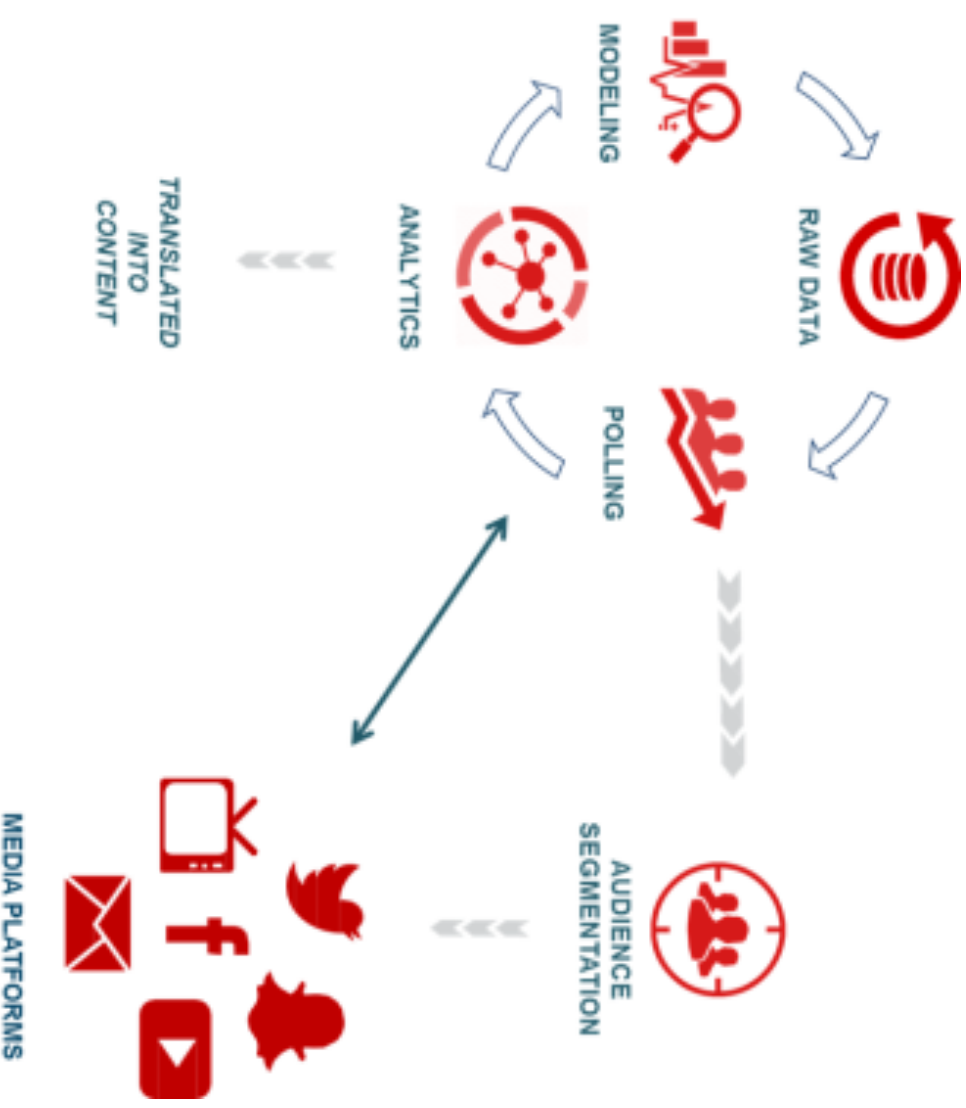 RAW DATA
MODELING
POLLING
ANALYTICS
TRANSLATED
INTO
CONTENT
AUDIENCE
SEGMENTATION
MEDIA PLATFORMS